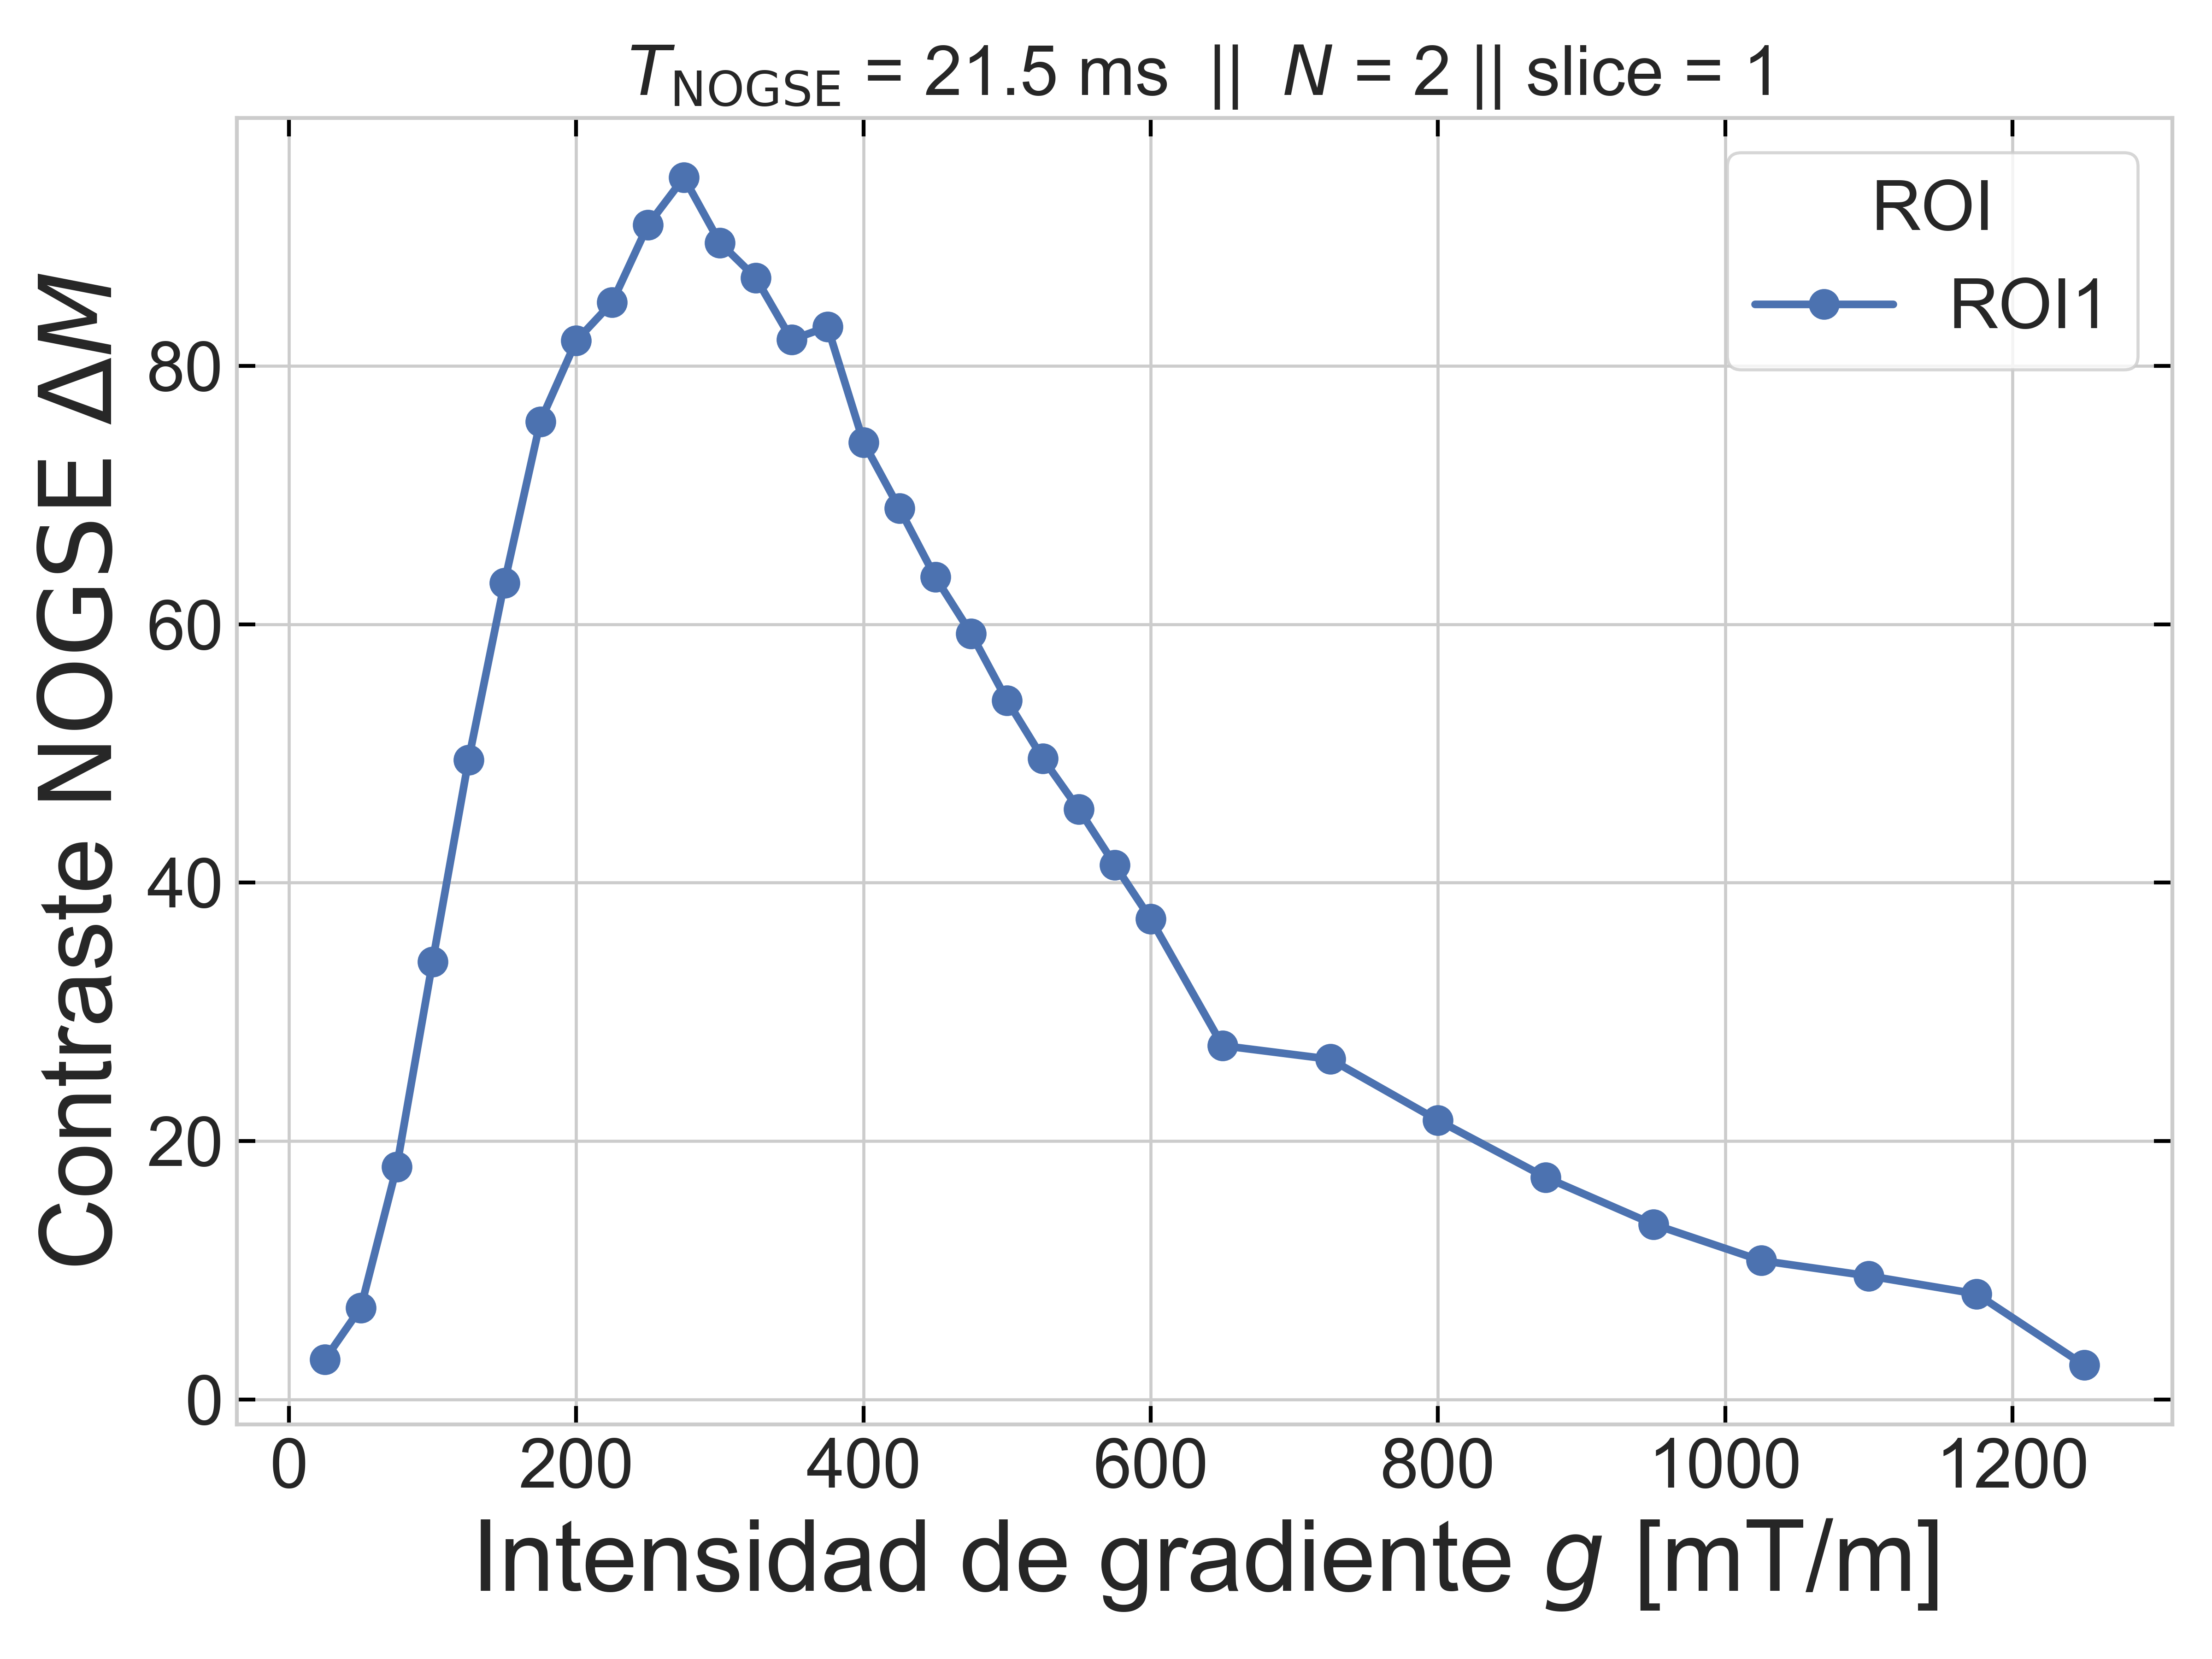 T_NOGSE = 21.5 ms || N = 2 || slice = 1
Contraste NOGSE ΔM
80
60
40
20
0
ROI
ROI1
0 200 400 600 800 1000 1200
Intensidad de gradiente g [mT/m]